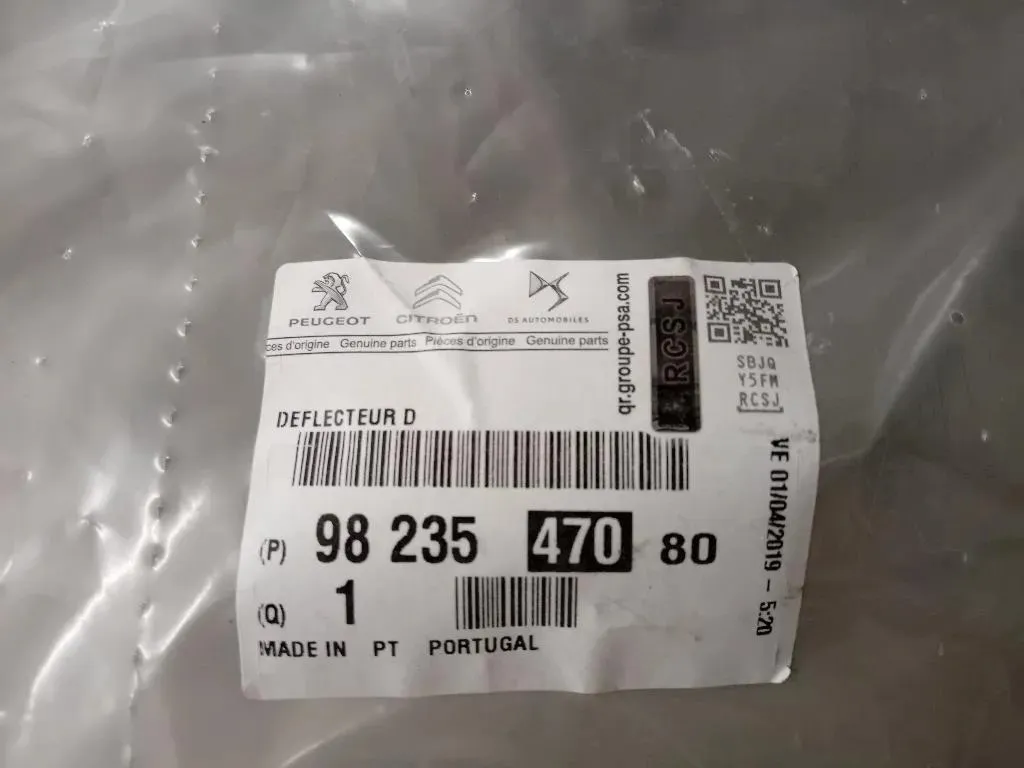 PEUGEOT
CITROËN
DS AUTOMOBILES
ces d'origine Genuine parts Pièces d'origine Genuine parts
qr.groupe-psa.com
RCSJ
SBJQ
Y5FM
RCSJ
DEFLECTEUR D
(P) 98 235 470 80
(Q) 1
MADE IN PT PORTUGAL
VE 01/04/2019 - 5:20